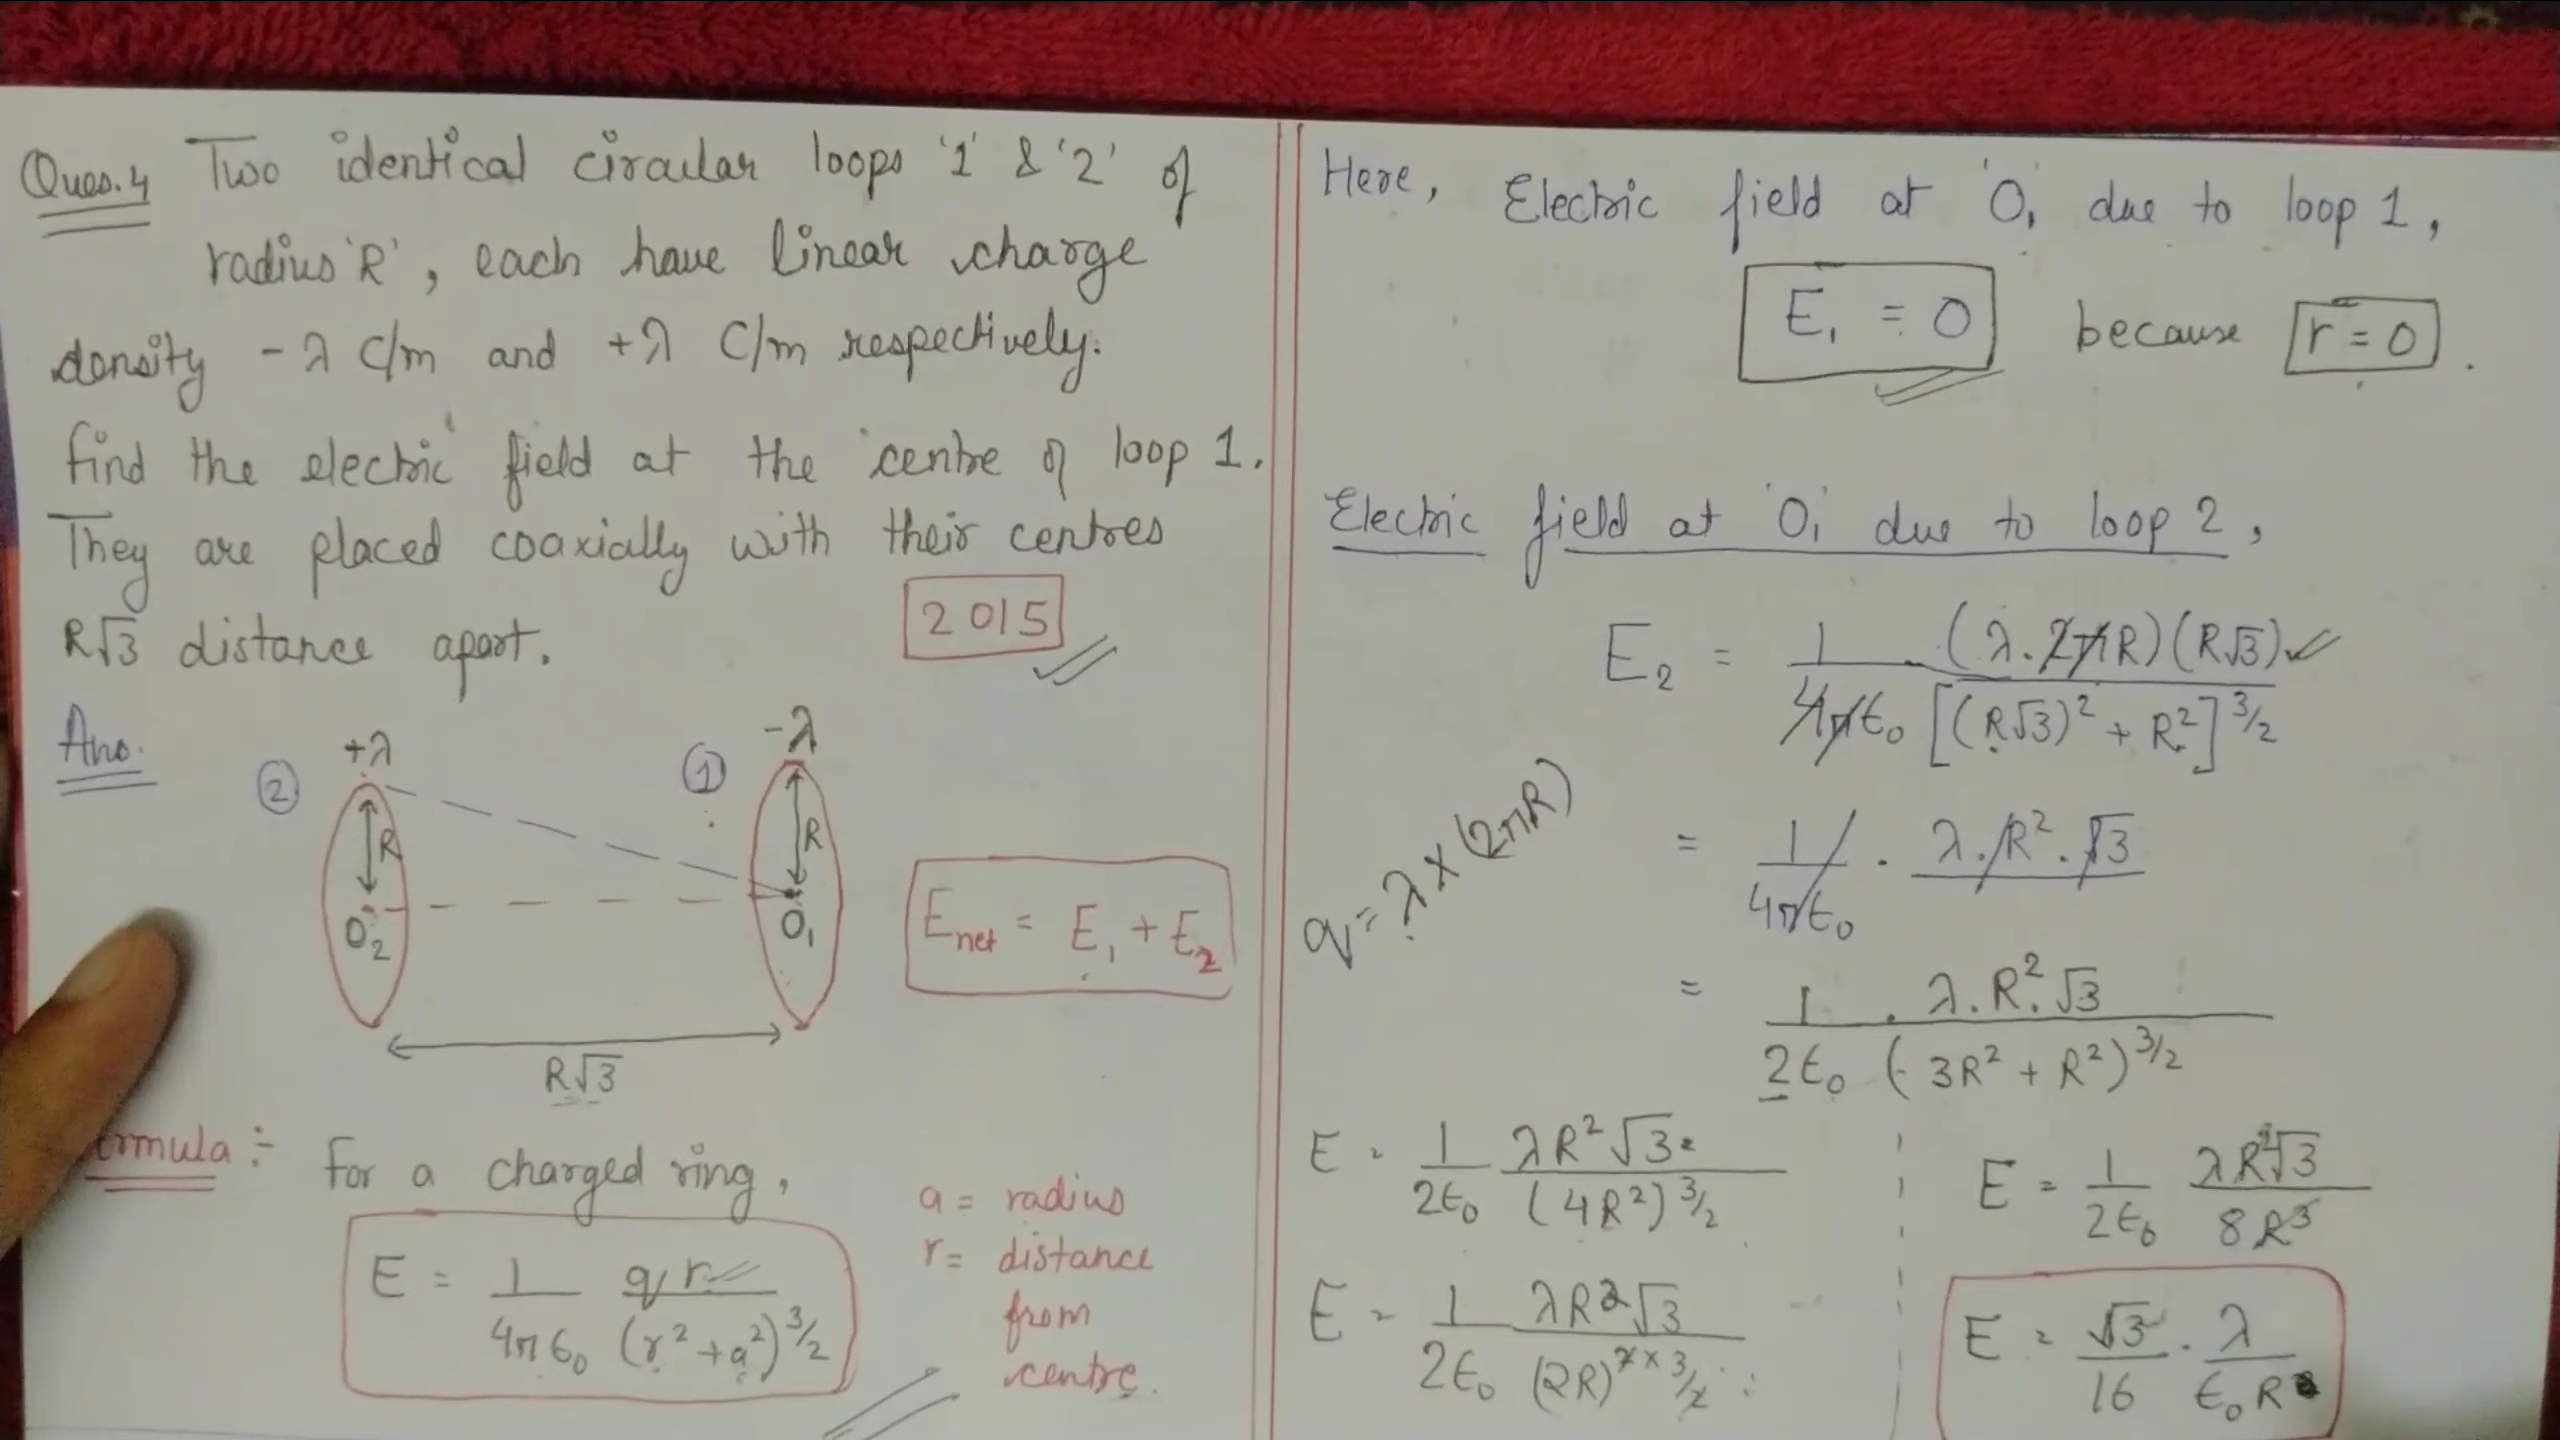 Ques.4 Two identical circular loops '1' & '2' of
radius 'R', each have linear charge
density -λ C/m and +λ C/m respectively.
find the electric field at the centre of loop 1.
They are placed coaxially with their centres
R√3 distance apart.
2015
Ans.
+λ
-λ
②
①
R
R
O₂
O₁
R√3
E_net = E₁ + E₂
ormula :-
For a charged ring,
E = 1/4πε₀ qr/(r² + a²)^3/2
a = radius
r = distance
from
centre.
Here, Electric field at 'O₁' due to loop 1,
E₁ = 0 because r = 0.
Electric field at 'O₁' due to loop 2,
E₂ = 1/4πε₀ (λ.2πR)(R√3)/[(R√3)² + R²]^3/2
q = λ × (2πR)
= 1/4πε₀ . λ.R².√3
= 1/2ε₀ . λ.R².√3/(3R² + R²)^3/2
E = 1/2ε₀ λR²√3/(4R²)^3/2
E = 1/2ε₀ λR²√3/(2R)^2×3/2
E = 1/2ε₀ λR²√3/8R³
E = √3/16 . λ/ε₀R